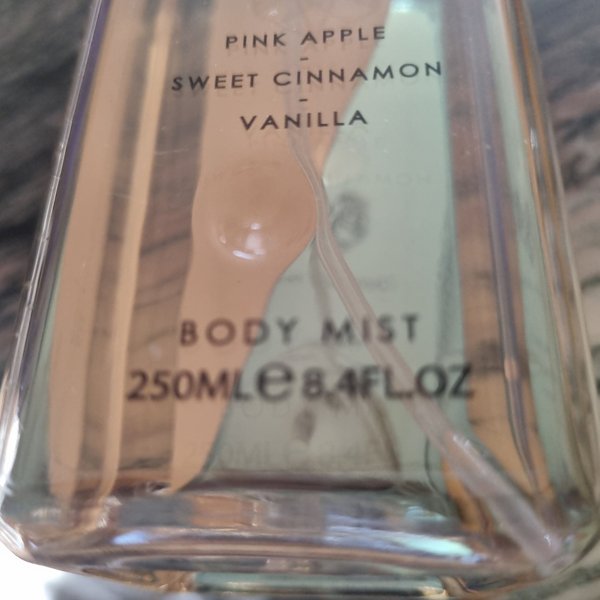 PINK APPLE
-
SWEET CINNAMON
-
VANILLA
BODY MIST
250ML℮8.4FL.OZ